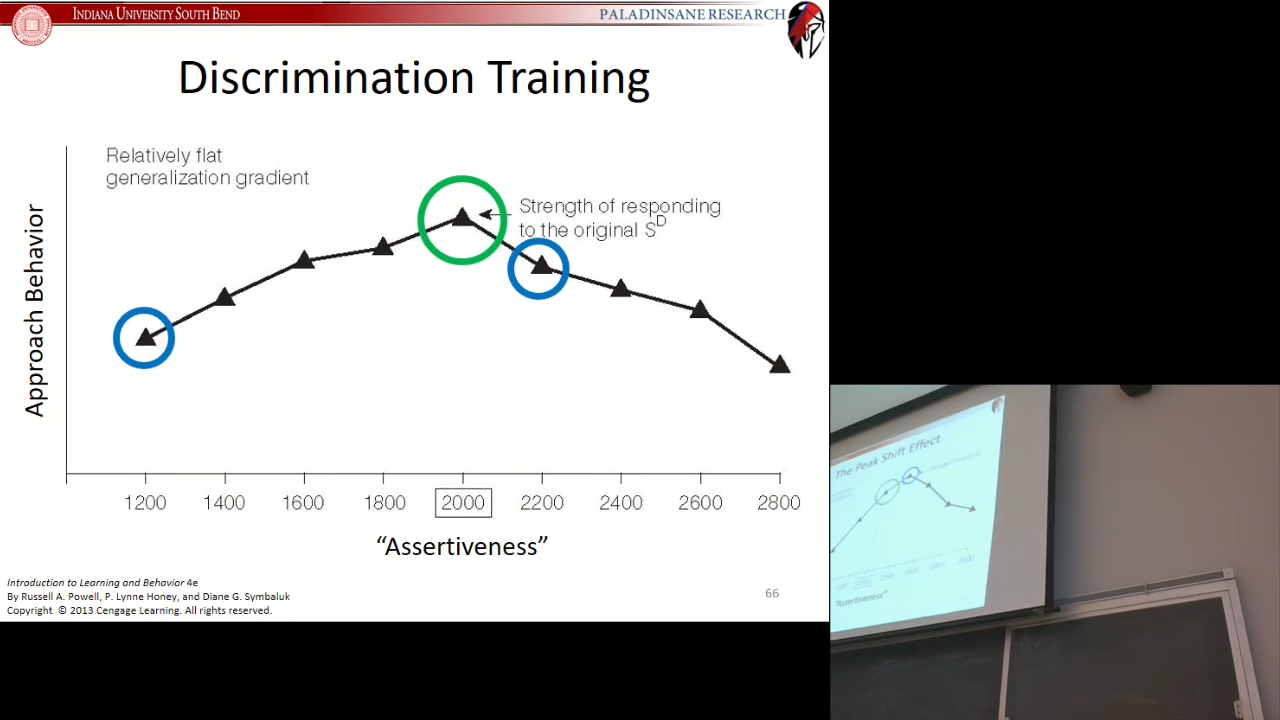 INDIANA UNIVERSITY SOUTH BEND
PALADINSANE RESEARCH
Discrimination Training
Relatively flat
generalization gradient
Strength of responding
to the original S^D
Approach Behavior
1200 1400 1600 1800 2000 2200 2400 2600 2800
“Assertiveness”
Introduction to Learning and Behavior 4e
By Russell A. Powell, P. Lynne Honey, and Diane G. Symbaluk
Copyright © 2013 Cengage Learning. All rights reserved.
66
The Peak Shift Effect
"Assertiveness"